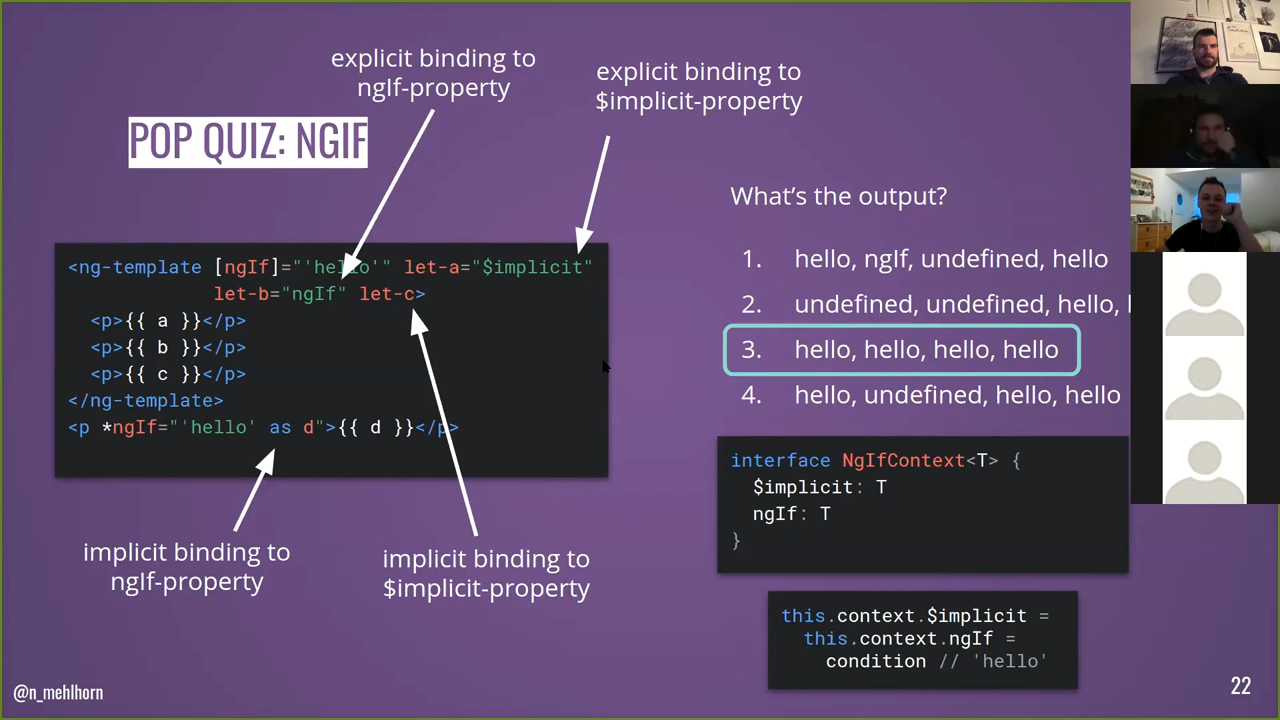 explicit binding to
ngIf-property
explicit binding to
$implicit-property
POP QUIZ: NGIF
<ng-template [ngIf]="'hello'" let-a="$implicit"
let-b="ngIf" let-c>
<p>{{ a }}</p>
<p>{{ b }}</p>
<p>{{ c }}</p>
</ng-template>
<p *ngIf="'hello' as d">{{ d }}</p>
implicit binding to
ngIf-property
implicit binding to
$implicit-property
What's the output?
1. hello, ngIf, undefined, hello
2. undefined, undefined, hello,
3. hello, hello, hello, hello
4. hello, undefined, hello, hello
interface NgIfContext<T> {
$implicit: T
ngIf: T
}
this.context.$implicit =
this.context.ngIf =
condition // 'hello'
@n_mehlhorn
22